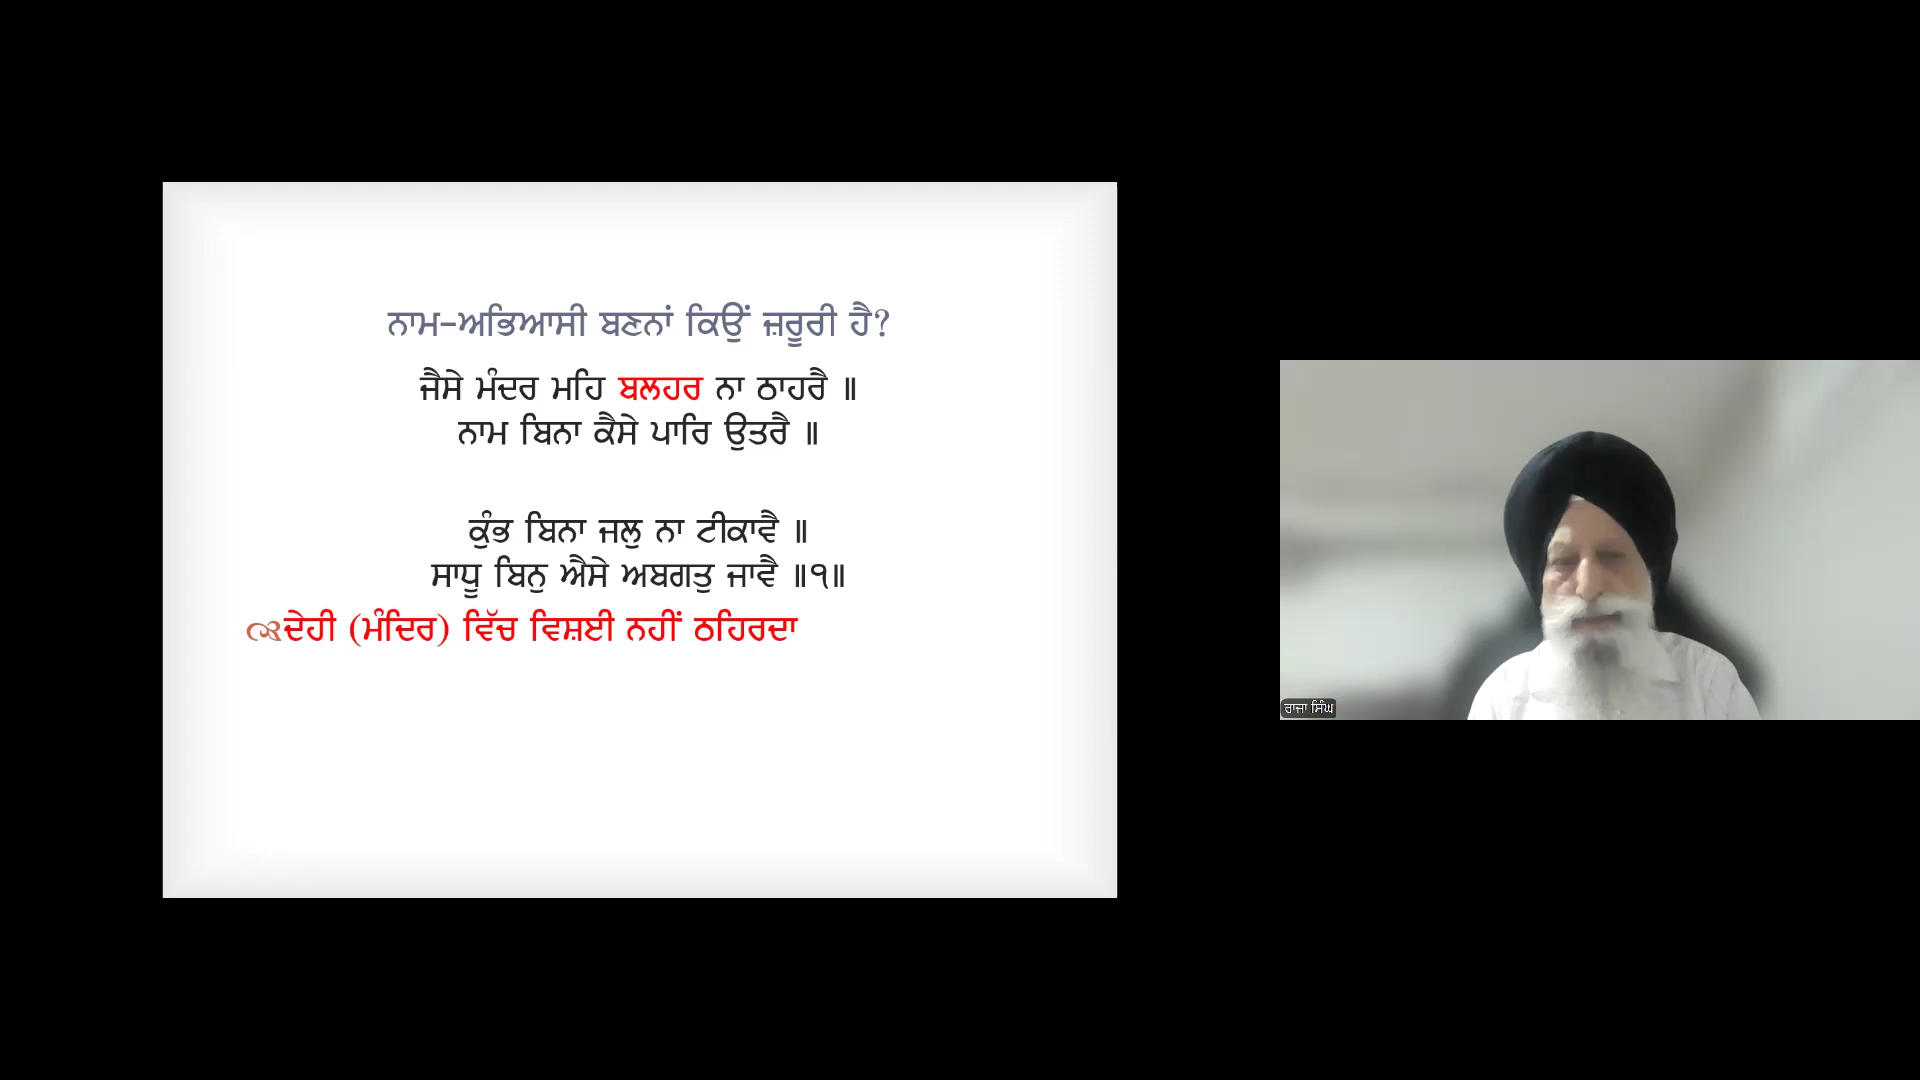 ਨਾਮ-ਅਭਿਆਸੀ ਬਣਨਾਂ ਕਿਉਂ ਜ਼ਰੂਰੀ ਹੈ?
ਜੈਸੇ ਮੰਦਰ ਮਹਿ ਬਲਹਰ ਨਾ ਠਾਹਰੈ ॥
ਨਾਮ ਬਿਨਾ ਕੈਸੇ ਪਾਰਿ ਉਤਰੈ ॥
ਕੁੰਭ ਬਿਨਾ ਜਲੁ ਨਾ ਟੀਕਾਵੈ ॥
ਸਾਧੂ ਬਿਨੁ ਐਸੇ ਅਬਗਤੁ ਜਾਵੈ ॥੧॥
ਦੇਹੀ (ਮੰਦਿਰ) ਵਿੱਚ ਵਿਸ਼ਈ ਨਹੀਂ ਠਹਿਰਦਾ
ਰਾਜਾ ਸਿੰਘ